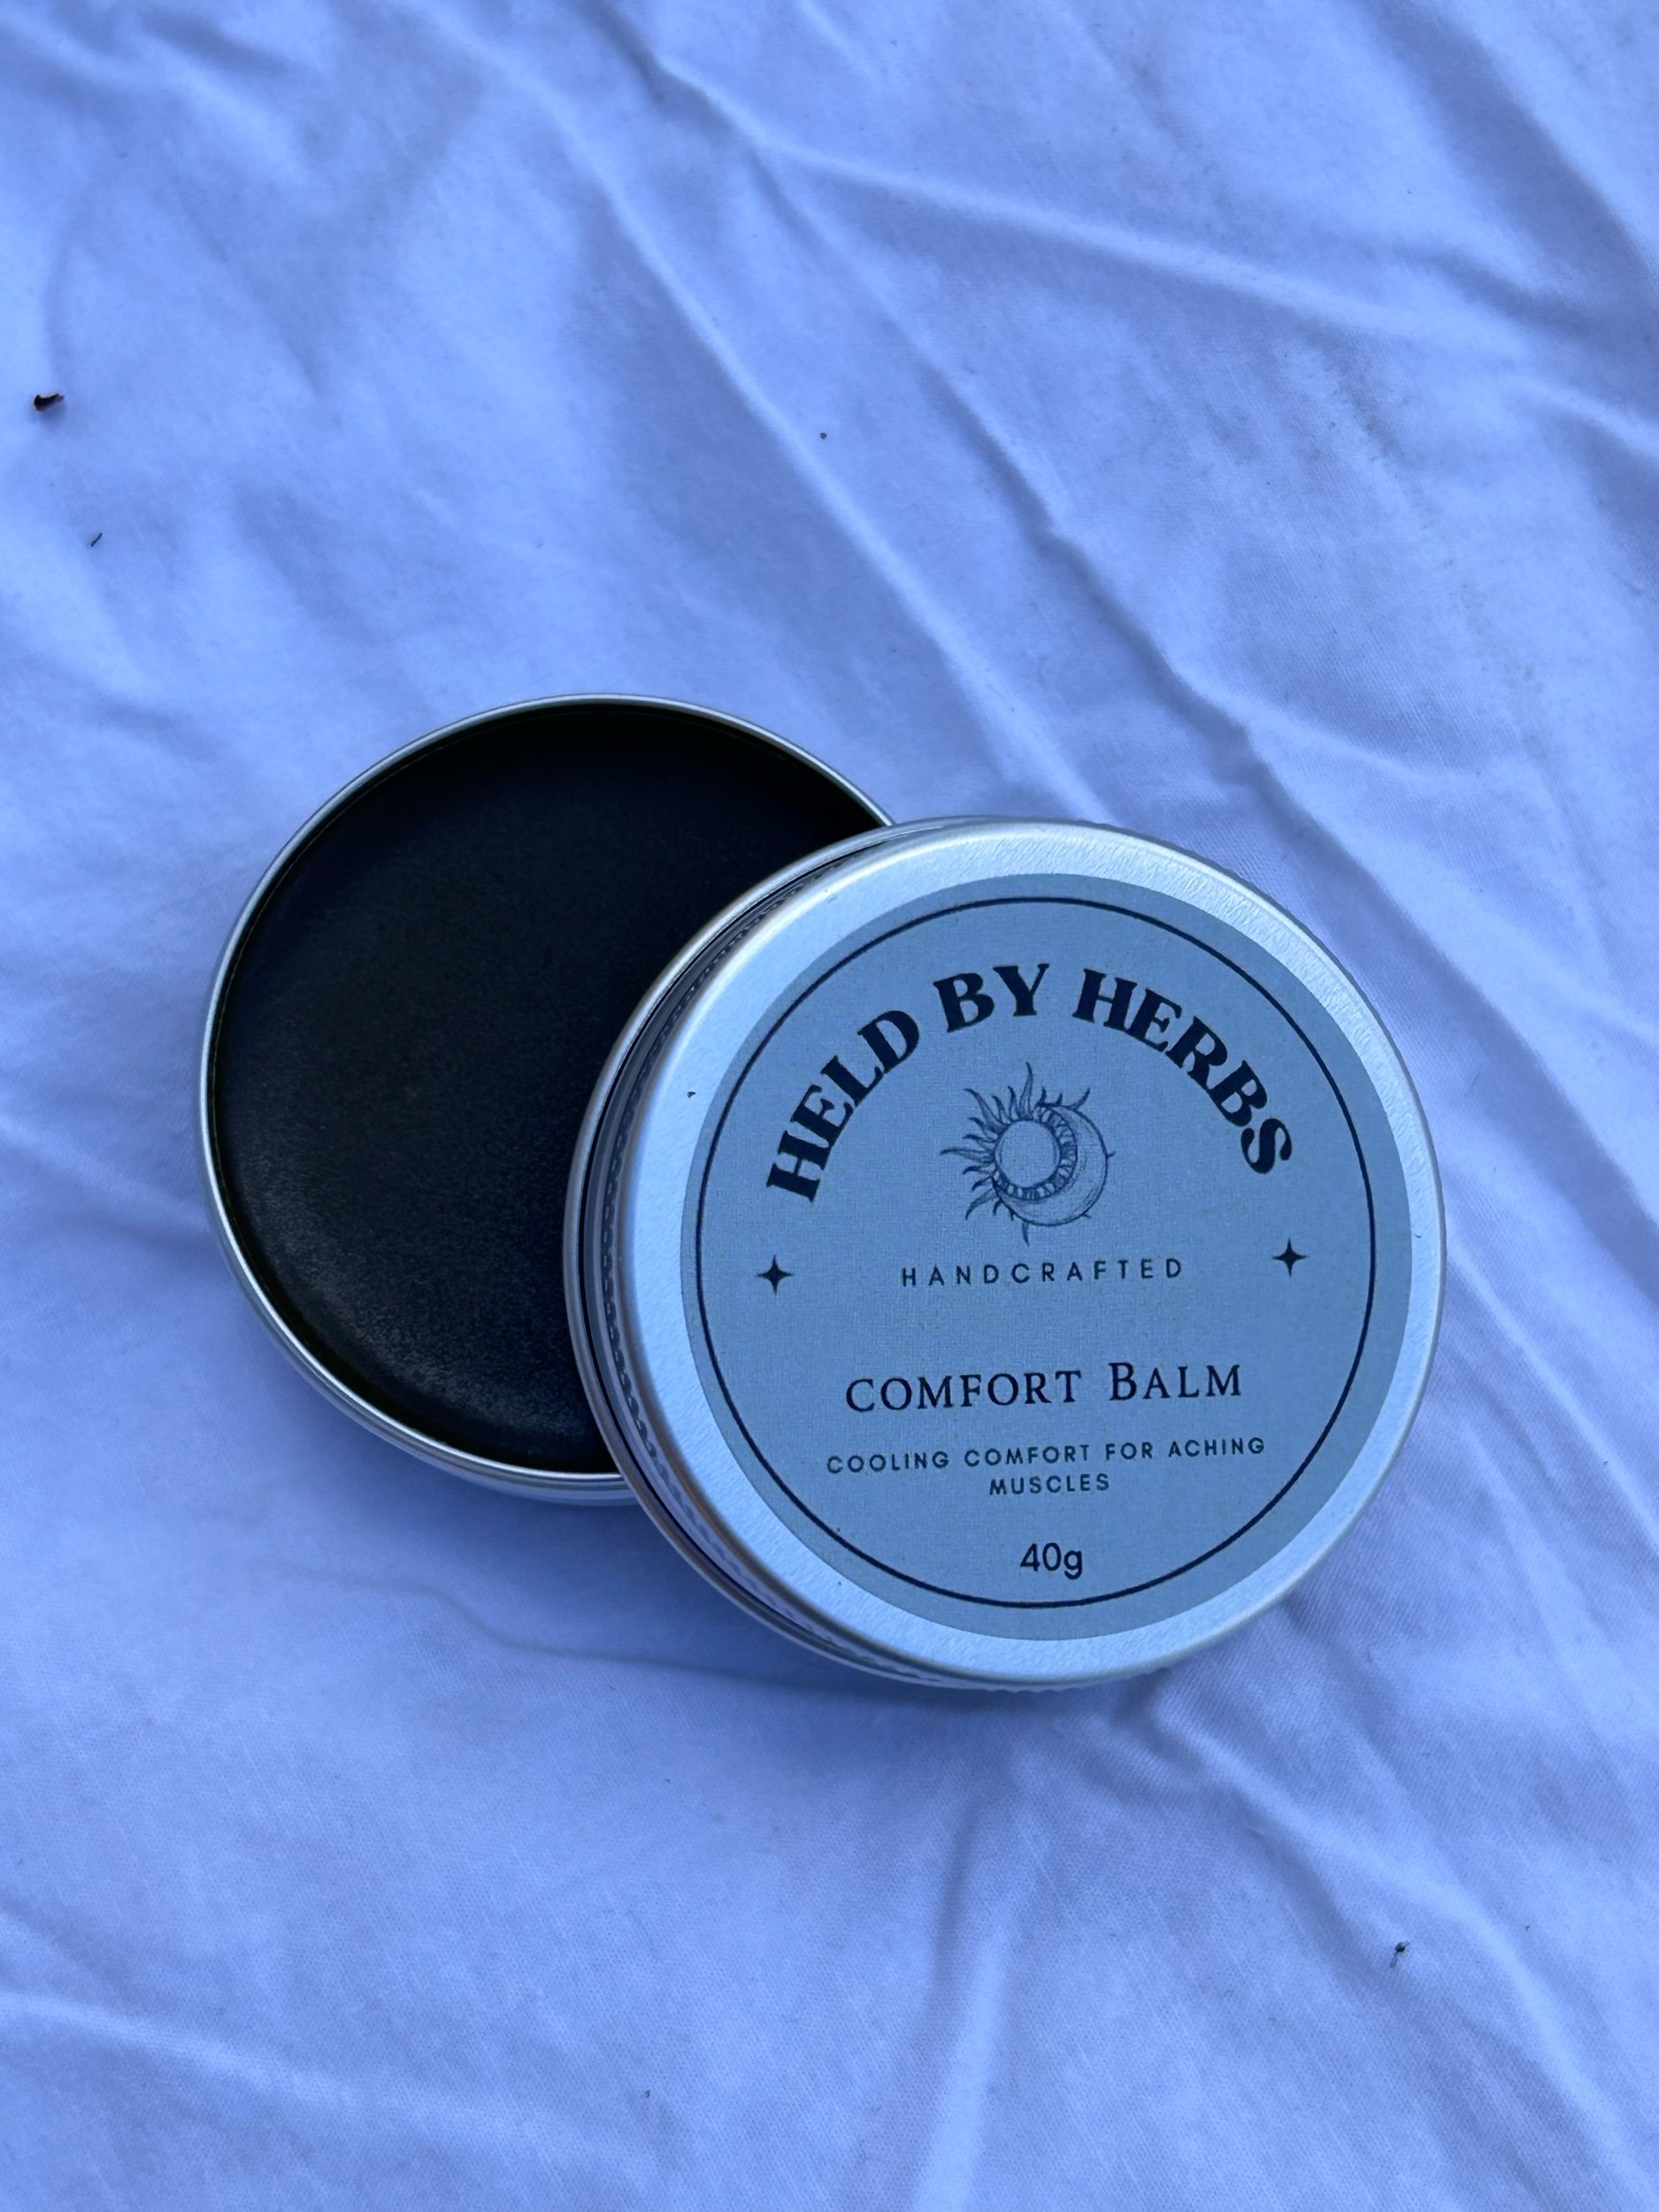 HELD BY HERBS
HANDCRAFTED
COMFORT BALM
COOLING COMFORT FOR ACHING
MUSCLES
40g